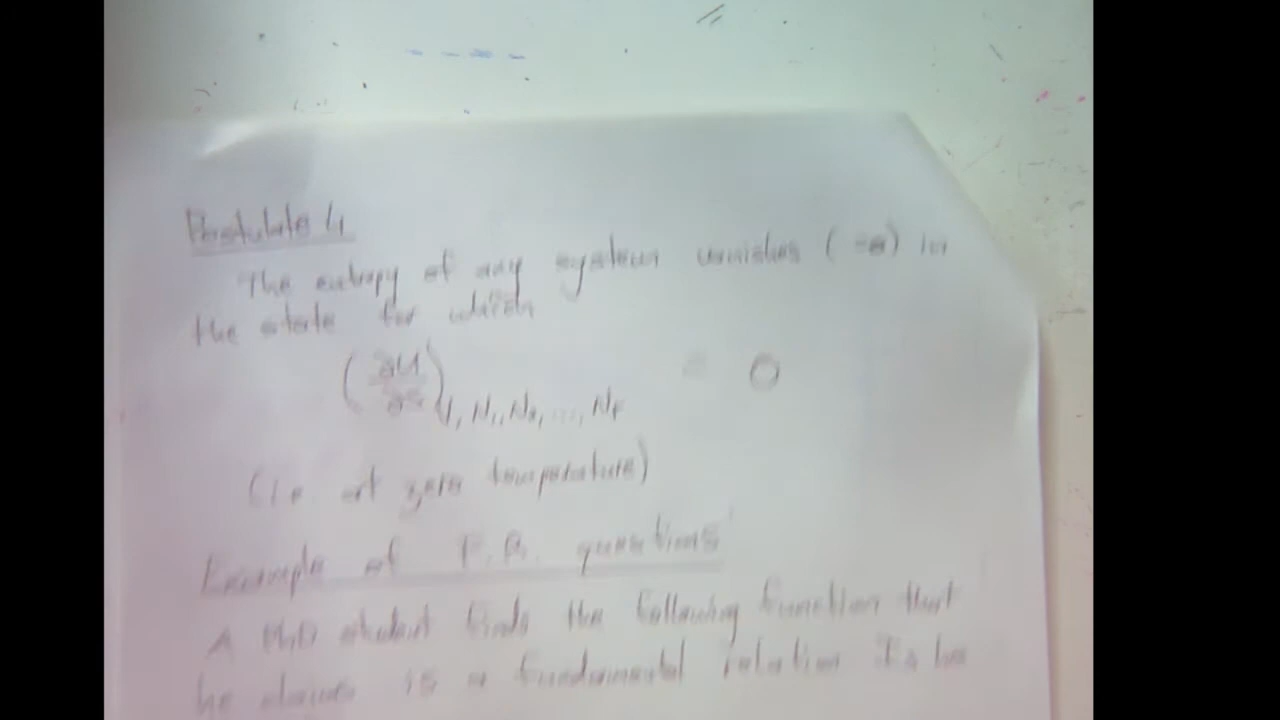 Postulate 4
The entropy of any system vanishes ( =0) in
the state for which
(∂U/∂S)V, N1, N2, ..., Nr = 0
(i.e at zero temperature)
Example of F.R. questions
A PhD student finds the following function that
he claims is a fundamental relation Is he